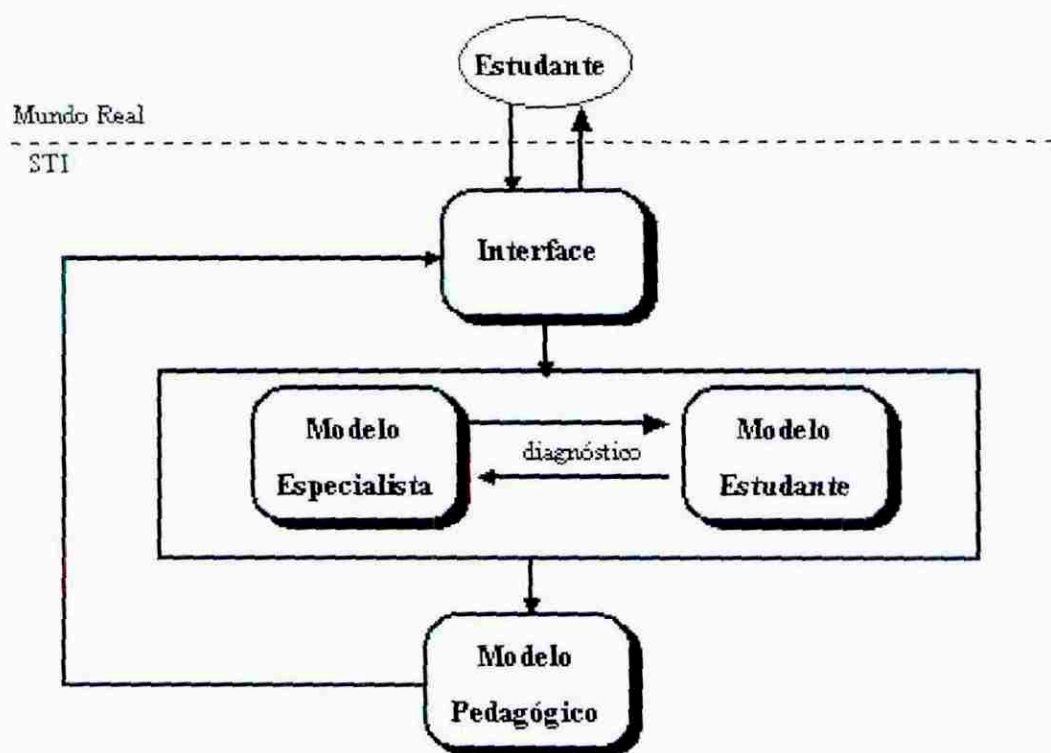 Estudante
Mundo Real
STI
Interface
Modelo
Especialista
diagnóstico
Modelo
Estudante
Modelo
Pedagógico